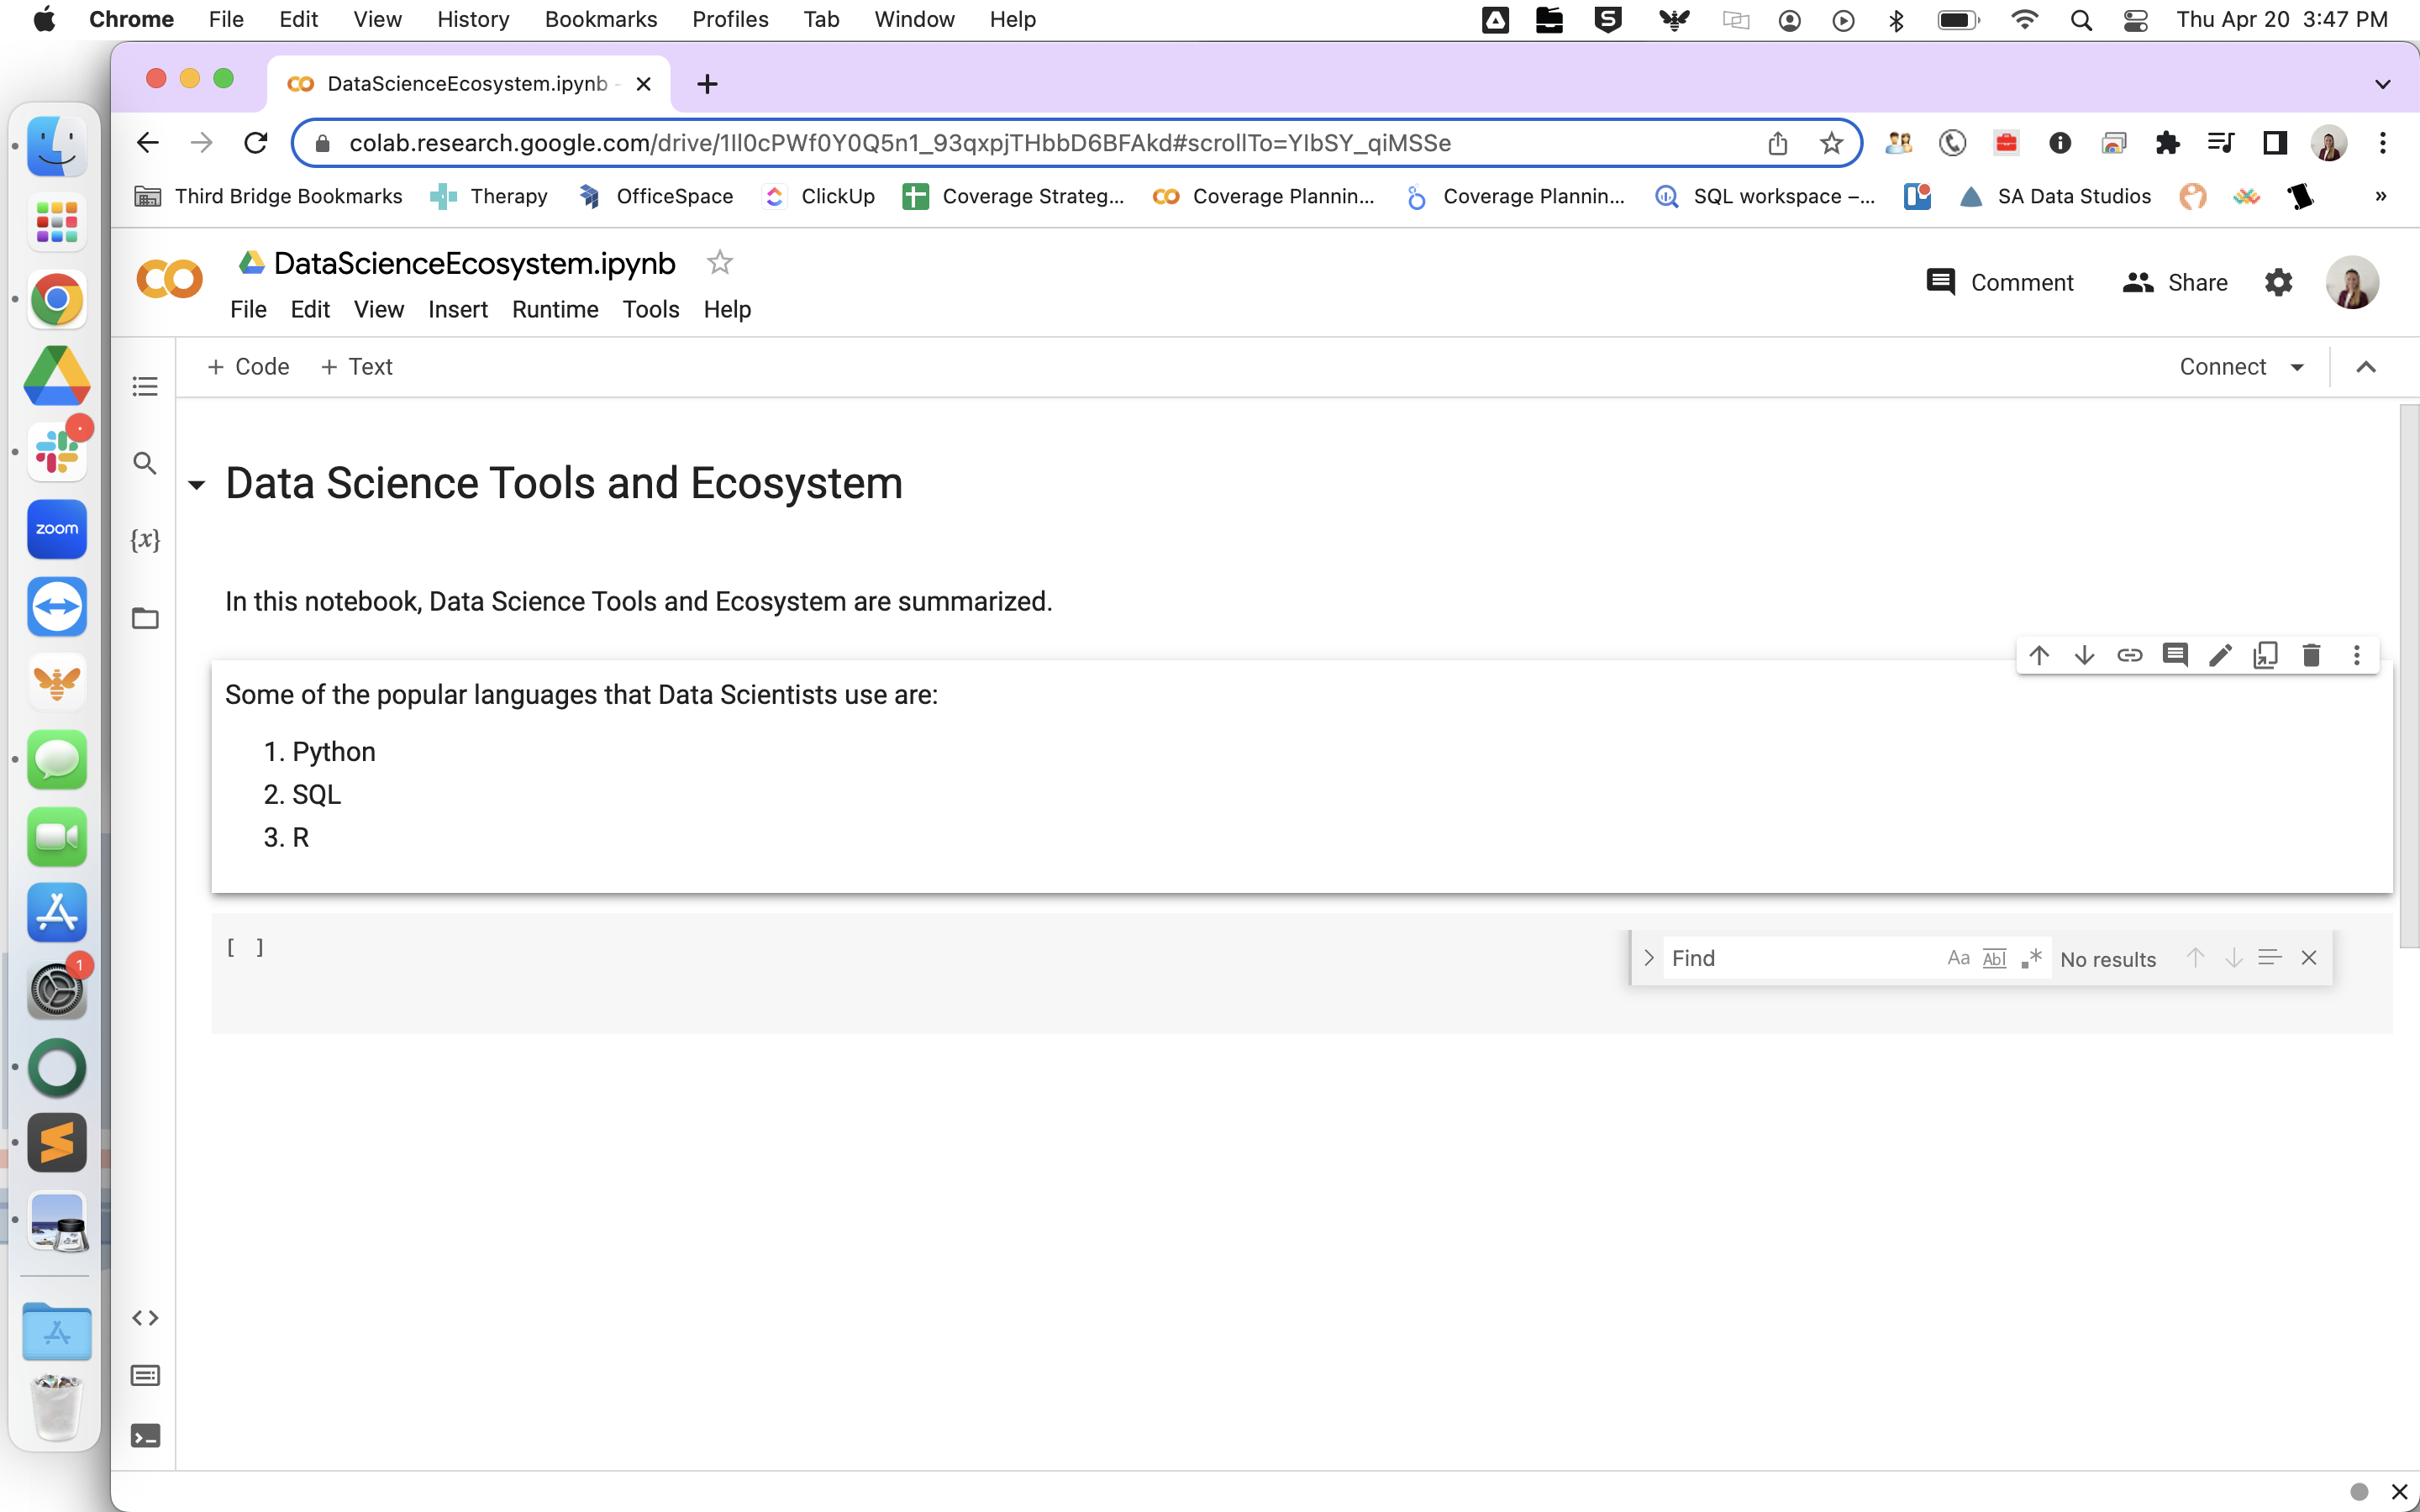 Chrome File Edit View History Bookmarks Profiles Tab Window Help Thu Apr 20 3:47 PM
DataScienceEcosystem.ipynb -
colab.research.google.com/drive/1Il0cPWf0Y0Q5n1_93qxpjTHbbD6BFAkd#scrollTo=YIbSY_qiMSSe
Third Bridge Bookmarks Therapy OfficeSpace ClickUp Coverage Strateg... Coverage Plannin... Coverage Plannin... SQL workspace –... SA Data Studios »
DataScienceEcosystem.ipynb
Comment Share
File Edit View Insert Runtime Tools Help
+ Code + Text Connect
Data Science Tools and Ecosystem
{x}
zoom
In this notebook, Data Science Tools and Ecosystem are summarized.
Some of the popular languages that Data Scientists use are:
1. Python
2. SQL
3. R
[ ]
Find Aa Abl .* No results
1